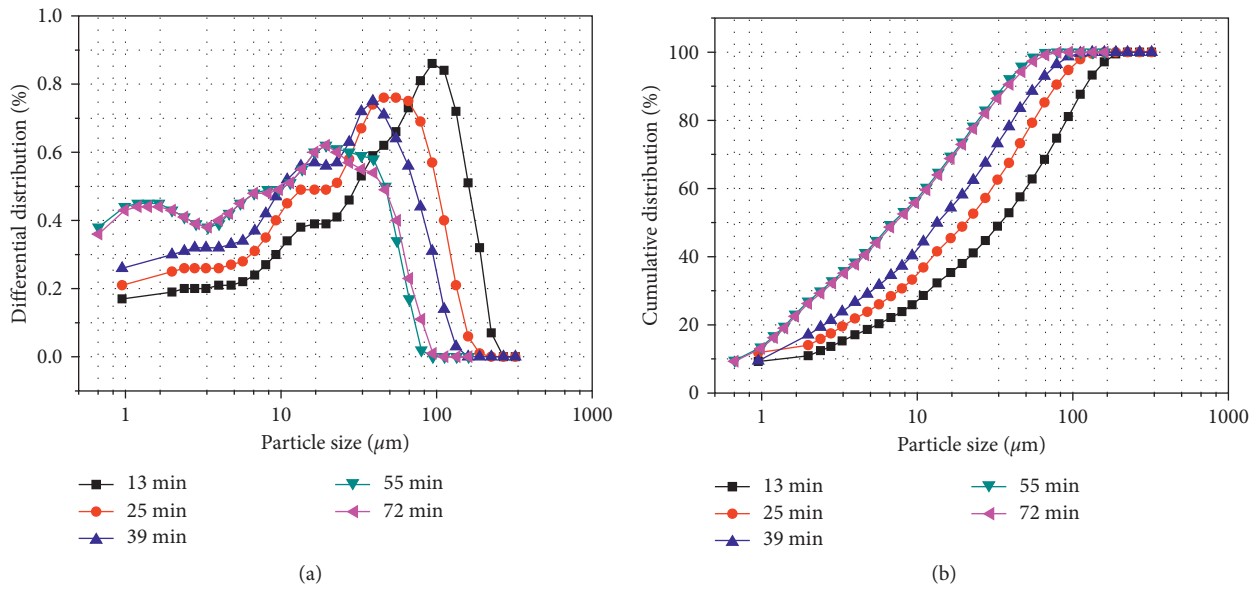 1.0
0.8
0.6
0.4
0.2
0.0
Differential distribution (%)
1 10 100 1000
Particle size (μm)
13 min
25 min
39 min
55 min
72 min
(a)
100
80
60
40
20
0
Cumulative distribution (%)
1 10 100 1000
Particle size (μm)
13 min
25 min
39 min
55 min
72 min
(b)